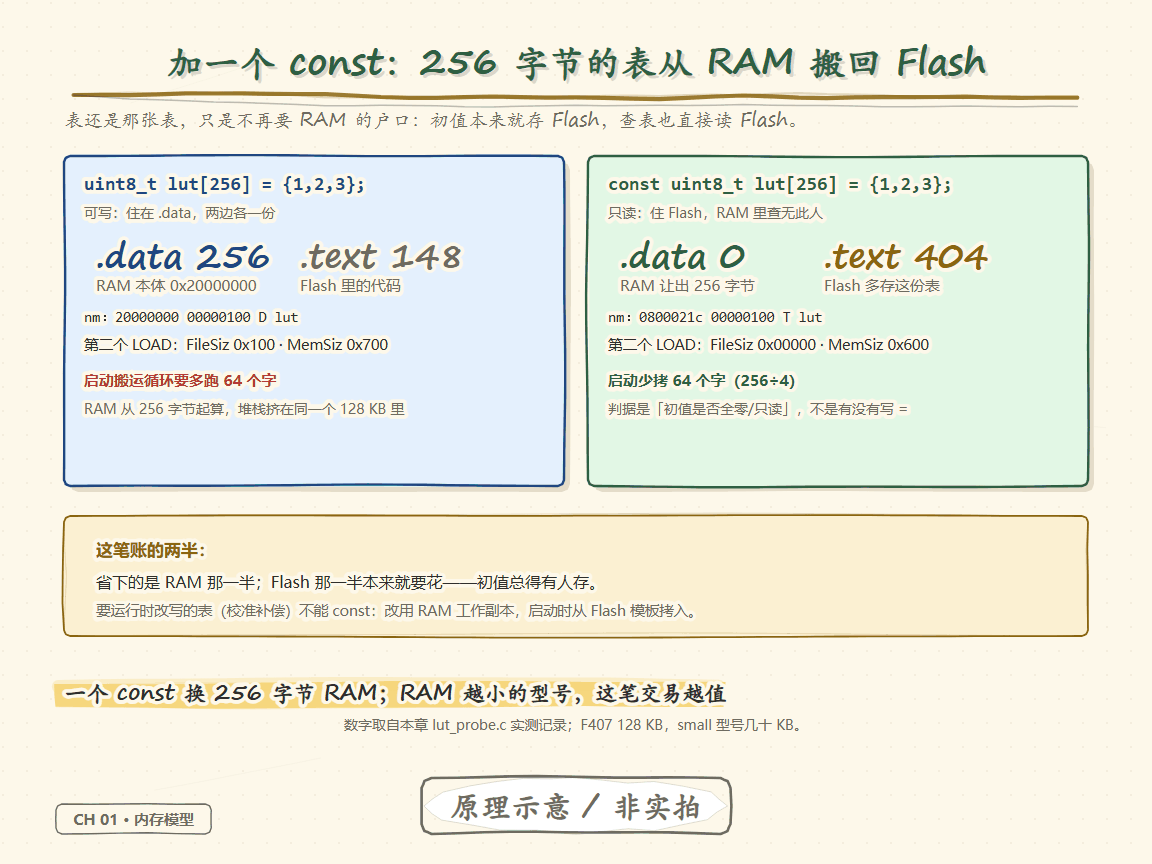 加一个 const：256 字节的表从 RAM 搬回 Flash
表还是那张表，只是不再要 RAM 的户口：初值本来就存 Flash，查表也直接读 Flash。
uint8_t lut[256] = {1,2,3};
可写：住在 .data，两边各一份
.data 256 .text 148
RAM 本体 0x20000000 Flash 里的代码
nm：20000000 00000100 D lut
第二个 LOAD：FileSiz 0x100 · MemSiz 0x700
启动搬运循环要多跑 64 个字
RAM 从 256 字节起算，堆栈挤在同一个 128 KB 里
const uint8_t lut[256] = {1,2,3};
只读：住 Flash，RAM 里查无此人
.data 0 .text 404
RAM 让出 256 字节 Flash 多存这份表
nm：0800021c 00000100 T lut
第二个 LOAD：FileSiz 0x00000 · MemSiz 0x600
启动少拷 64 个字（256÷4）
判据是「初值是否全零/只读」，不是有没有写 =
这笔账的两半：
省下的是 RAM 那一半；Flash 那一半本来就要花——初值总得有人存。
要运行时改写的表（校准补偿）不能 const：改用 RAM 工作副本，启动时从 Flash 模板拷入。
一个 const 换 256 字节 RAM；RAM 越小的型号，这笔交易越值
数字取自本章 lut_probe.c 实测记录；F407 128 KB，small 型号几十 KB。
原理示意 / 非实拍
CH 01 · 内存模型